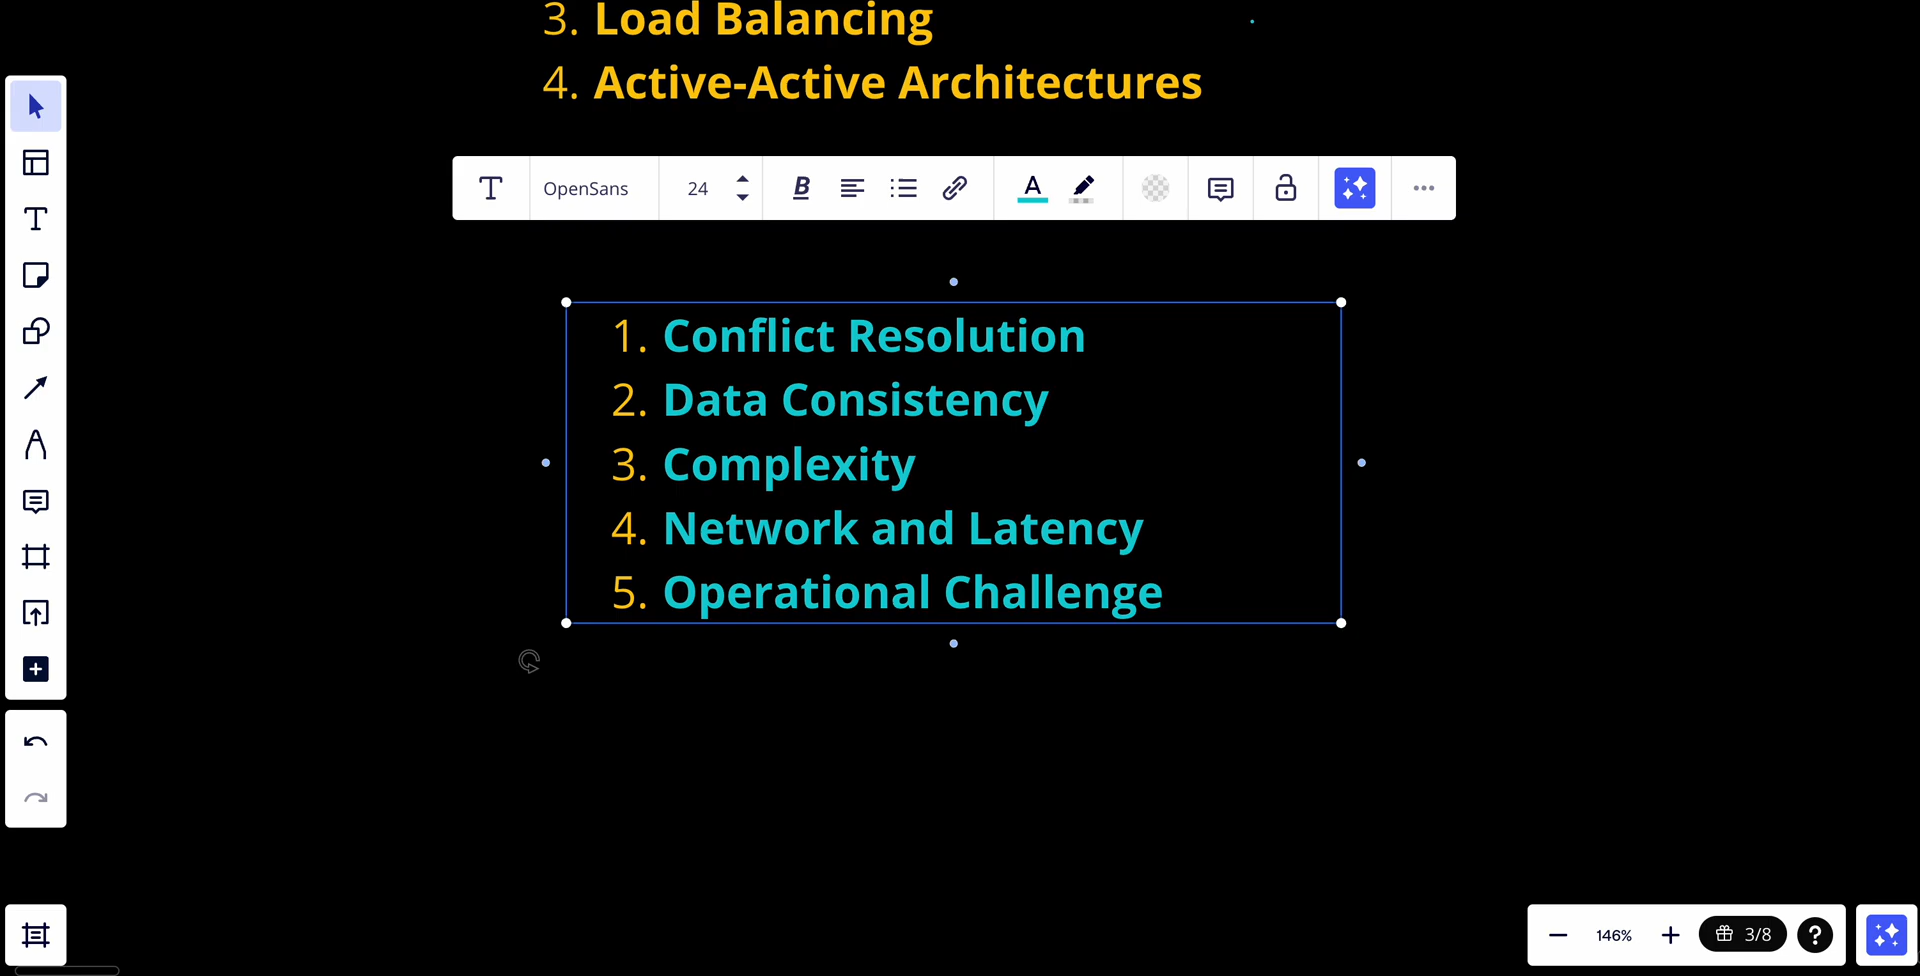 3. Load Balancing
4. Active-Active Architectures
OpenSans 24 B A
1. Conflict Resolution
2. Data Consistency
3. Complexity
4. Network and Latency
5. Operational Challenge
146% 3/8 ?